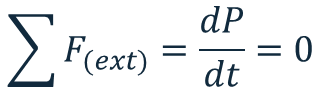 ∑ F₍ext₎ = dP/dt = 0